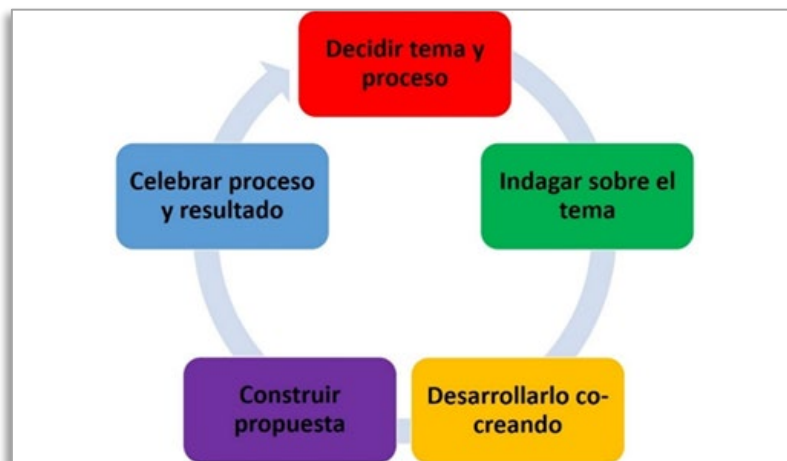 Decidir tema y
proceso
Indagar sobre el
tema
Desarrollarlo co-
creando
Construir
propuesta
Celebrar proceso
y resultado